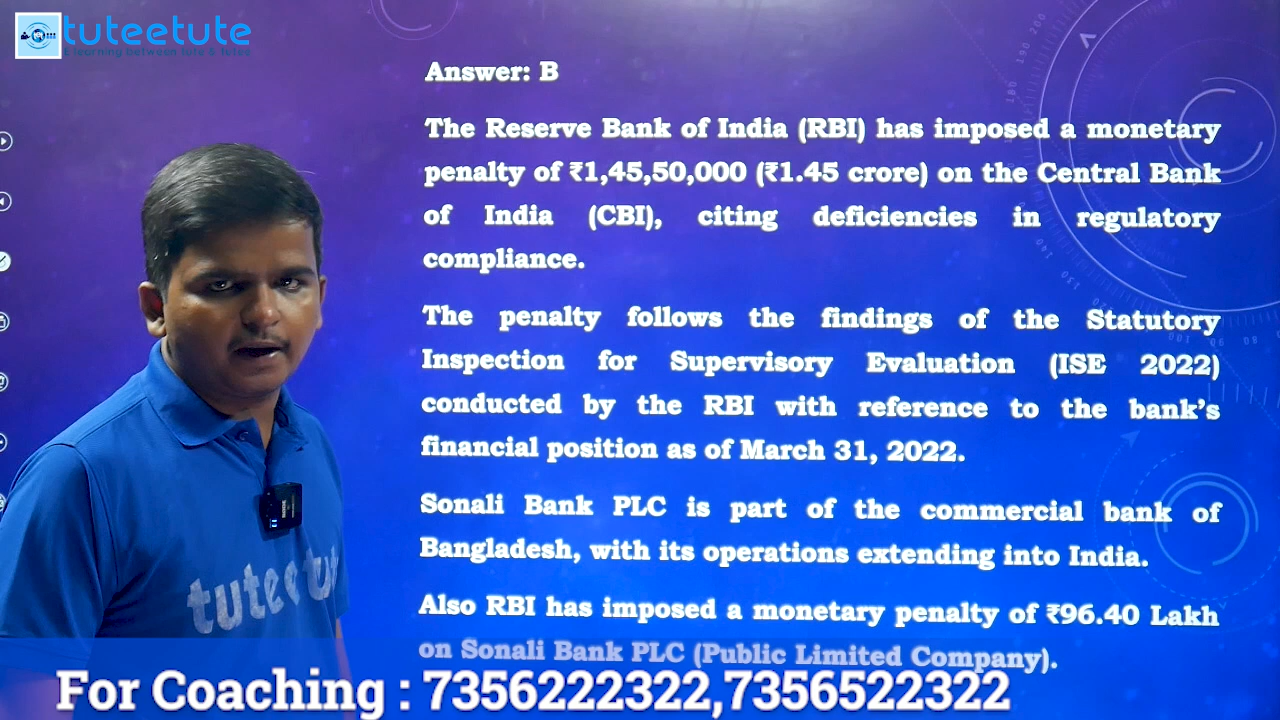 tuteetute
E learning between tute & tutee
Answer: B
The Reserve Bank of India (RBI) has imposed a monetary
penalty of ₹1,45,50,000 (₹1.45 crore) on the Central Bank
of India (CBI), citing deficiencies in regulatory
compliance.
The penalty follows the findings of the Statutory
Inspection for Supervisory Evaluation (ISE 2022)
conducted by the RBI with reference to the bank’s
financial position as of March 31, 2022.
Sonali Bank PLC is part of the commercial bank of
Bangladesh, with its operations extending into India.
Also RBI has imposed a monetary penalty of ₹96.40 Lakh
on Sonali Bank PLC (Public Limited Company).
For Coaching : 7356222322,7356522322